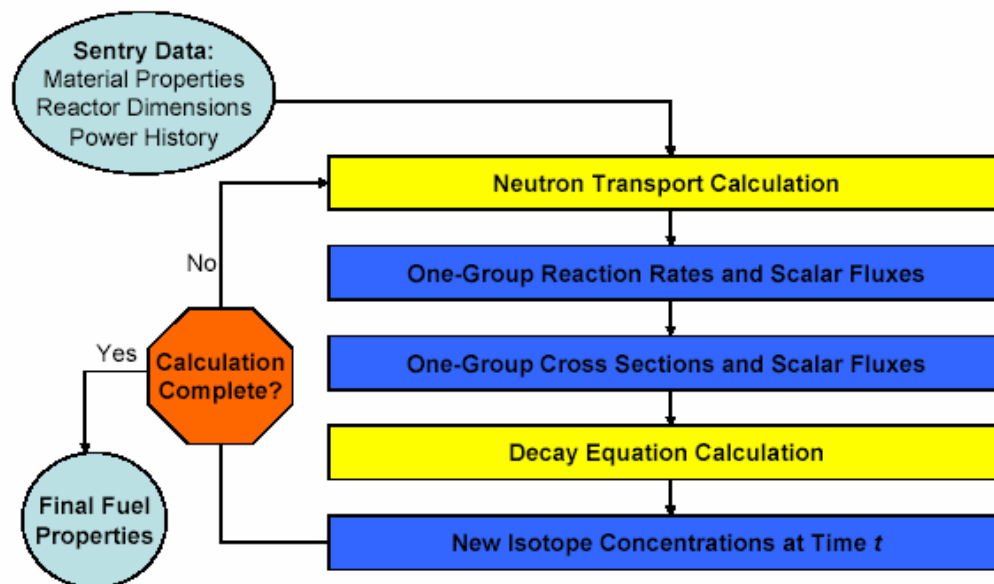 Sentry Data:
Material Properties
Reactor Dimensions
Power History
Neutron Transport Calculation
One-Group Reaction Rates and Scalar Fluxes
One-Group Cross Sections and Scalar Fluxes
Decay Equation Calculation
New Isotope Concentrations at Time t
No
Calculation
Complete?
Yes
Final Fuel
Properties